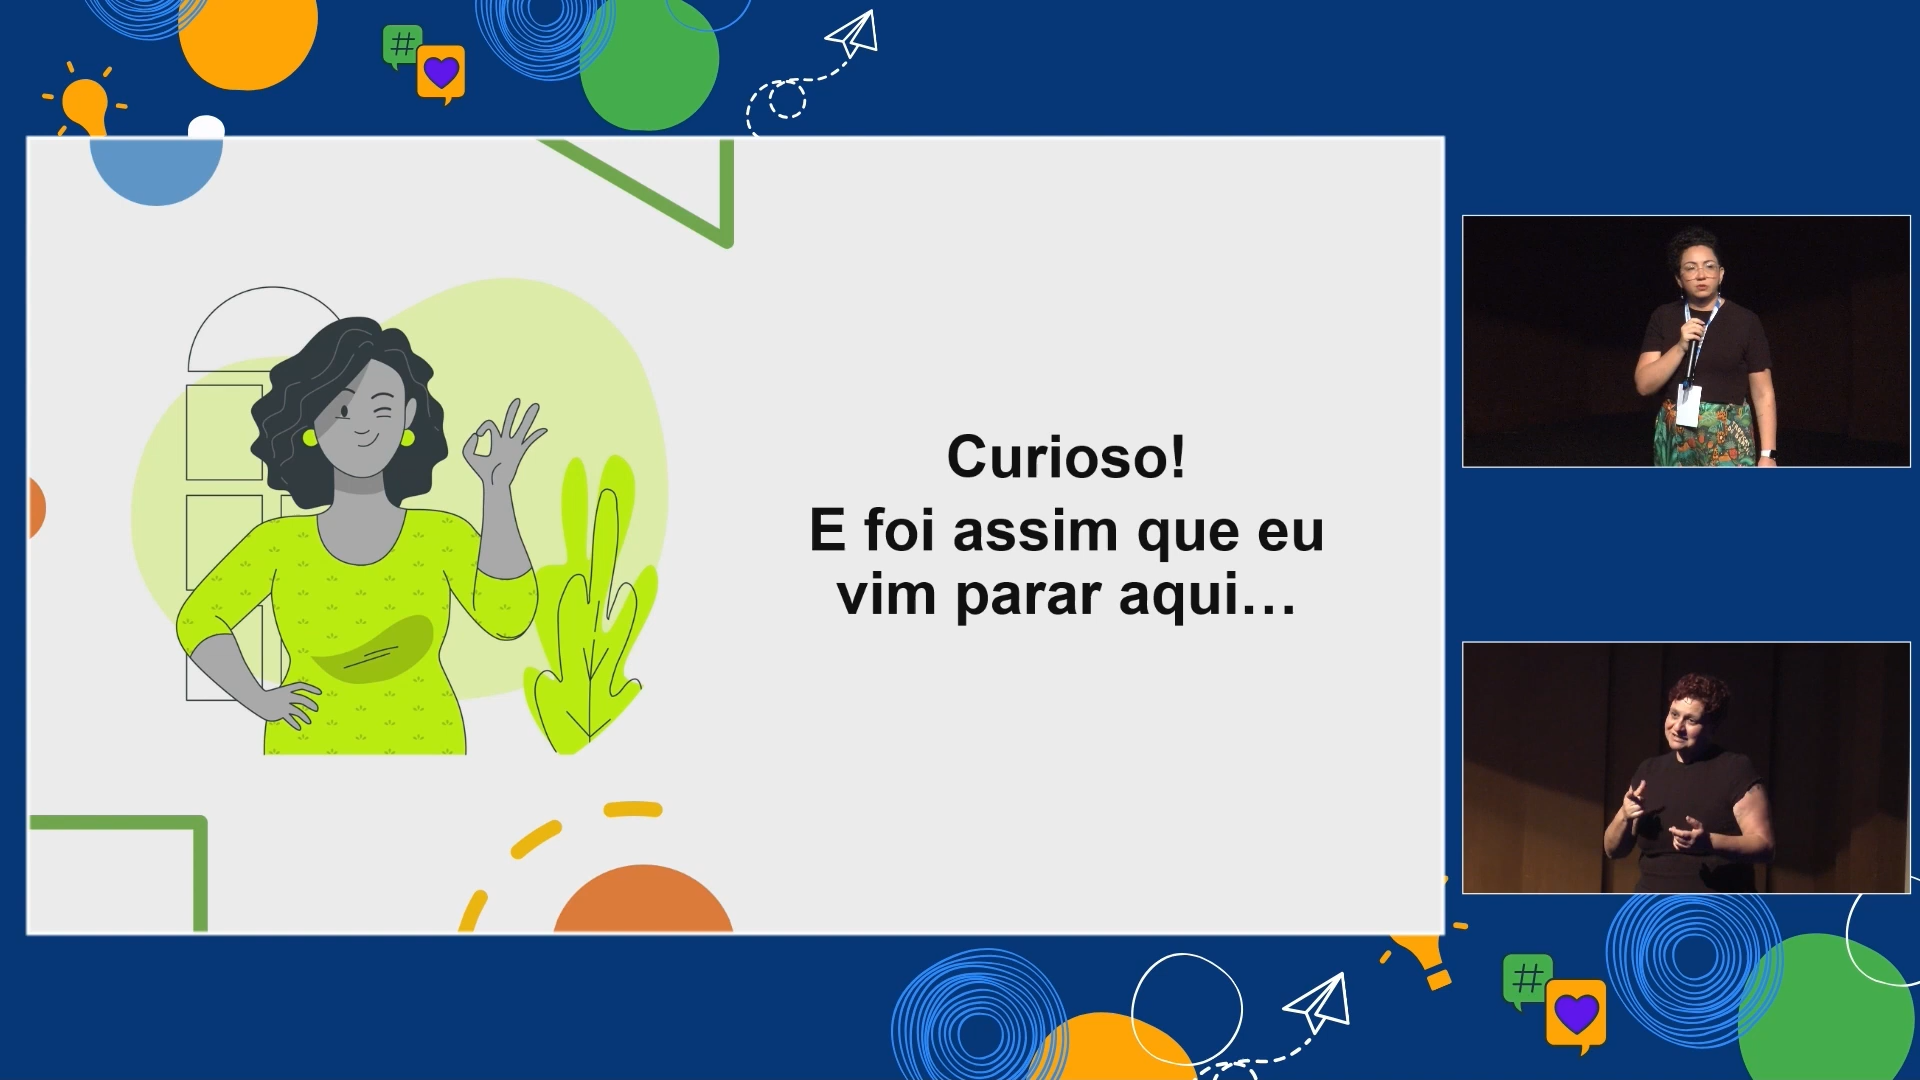 Curioso!
E foi assim que eu
vim parar aqui...
#
#